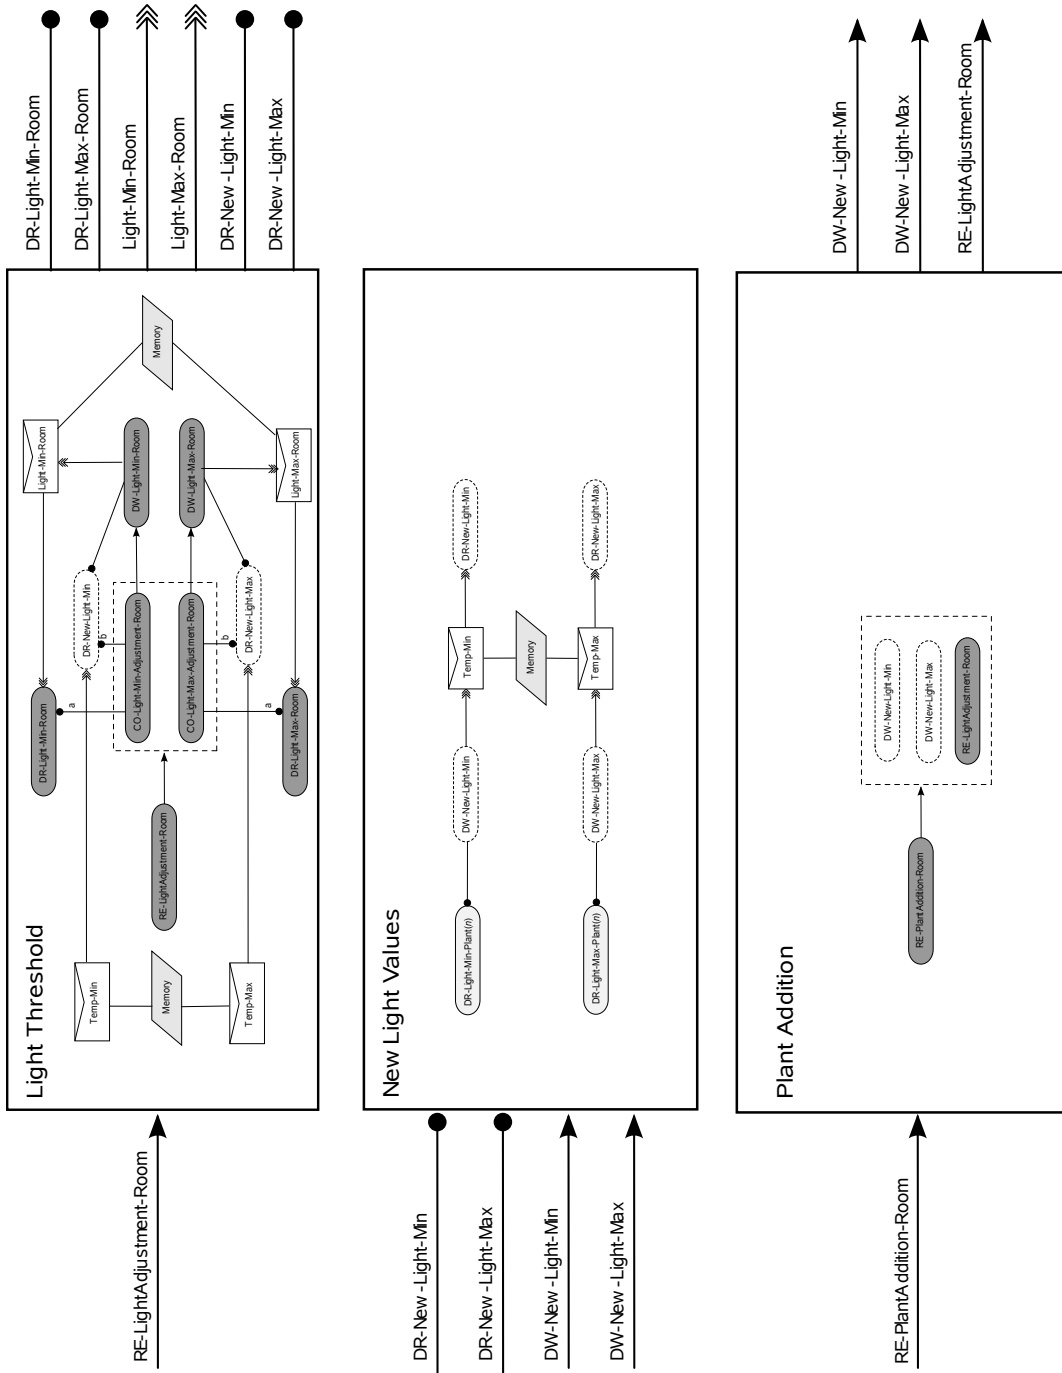 DR-Light-Min-Room
DR-Light-Max-Room
Light-Min-Room
Light-Max-Room
DR-New -Light-Min
DR-New -Light-Max
Light Threshold
Memory
Light-Min-Room
DW-Light-Min-Room
DW-Light-Max-Room
Light-Max-Room
DR-New-Light-Min
CO-Light-Min-Adjustment-Room
CO-Light-Max-Adjustment-Room
DR-New-Light-Max
b
b
a
a
DR-Light-Min-Room
DR-Light-Max-Room
RE-LightAdjustment-Room
Temp-Min
Memory
Temp-Max
RE-LightAdjustment-Room
New Light Values
DR-New-Light-Min
DR-New-Light-Max
Temp-Min
Memory
Temp-Max
DW-New-Light-Min
DW-New-Light-Max
DR-Light-Min-Plant(n)
DR-Light-Max-Plant(n)
DR-New -Light-Min
DR-New -Light-Max
DW-New -Light-Min
DW-New -Light-Max
DW-New -Light-Min
DW-New -Light-Max
RE-LightAdjustment-Room
Plant Addition
DW-New-Light-Min
DW-New-Light-Max
RE-LightAdjustment-Room
RE-PlantAddition-Room
RE-PlantAddition-Room